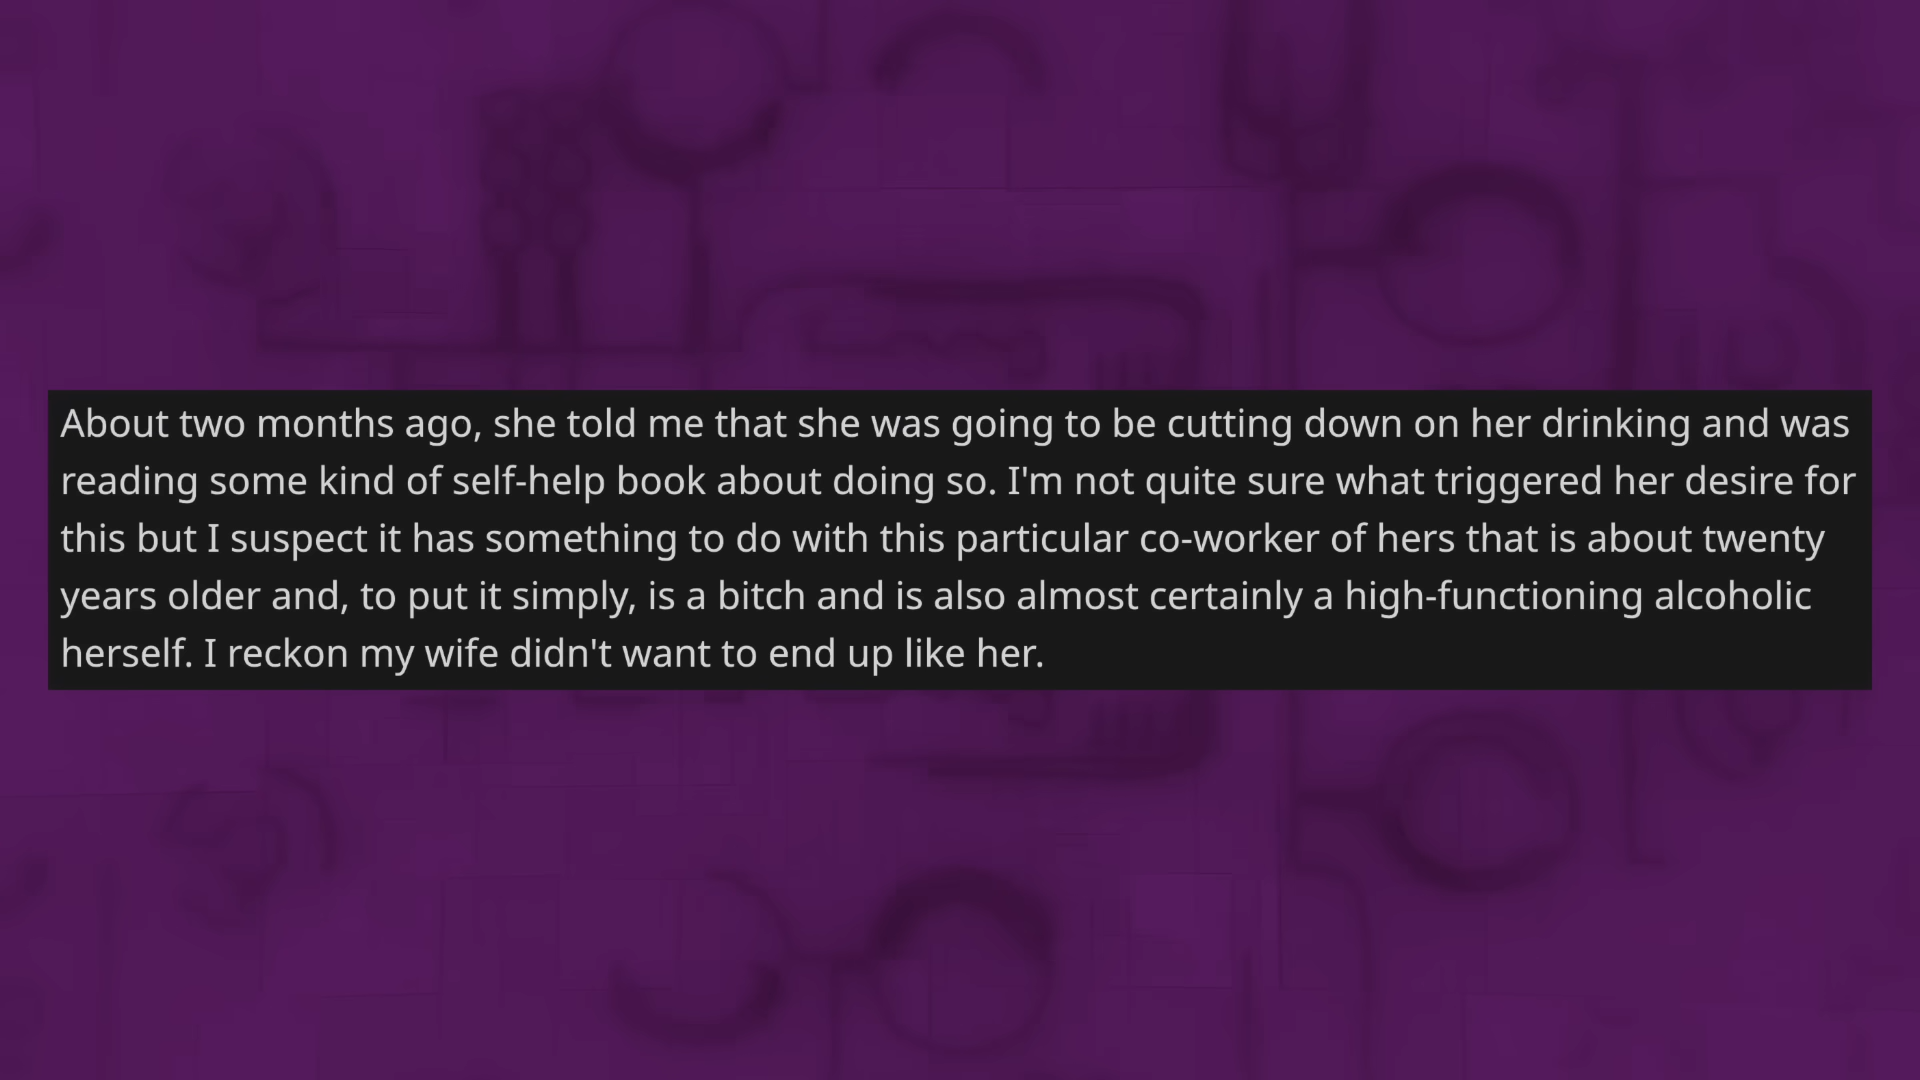 About two months ago, she told me that she was going to be cutting down on her drinking and was
reading some kind of self-help book about doing so. I'm not quite sure what triggered her desire for
this but I suspect it has something to do with this particular co-worker of hers that is about twenty
years older and, to put it simply, is a bitch and is also almost certainly a high-functioning alcoholic
herself. I reckon my wife didn't want to end up like her.